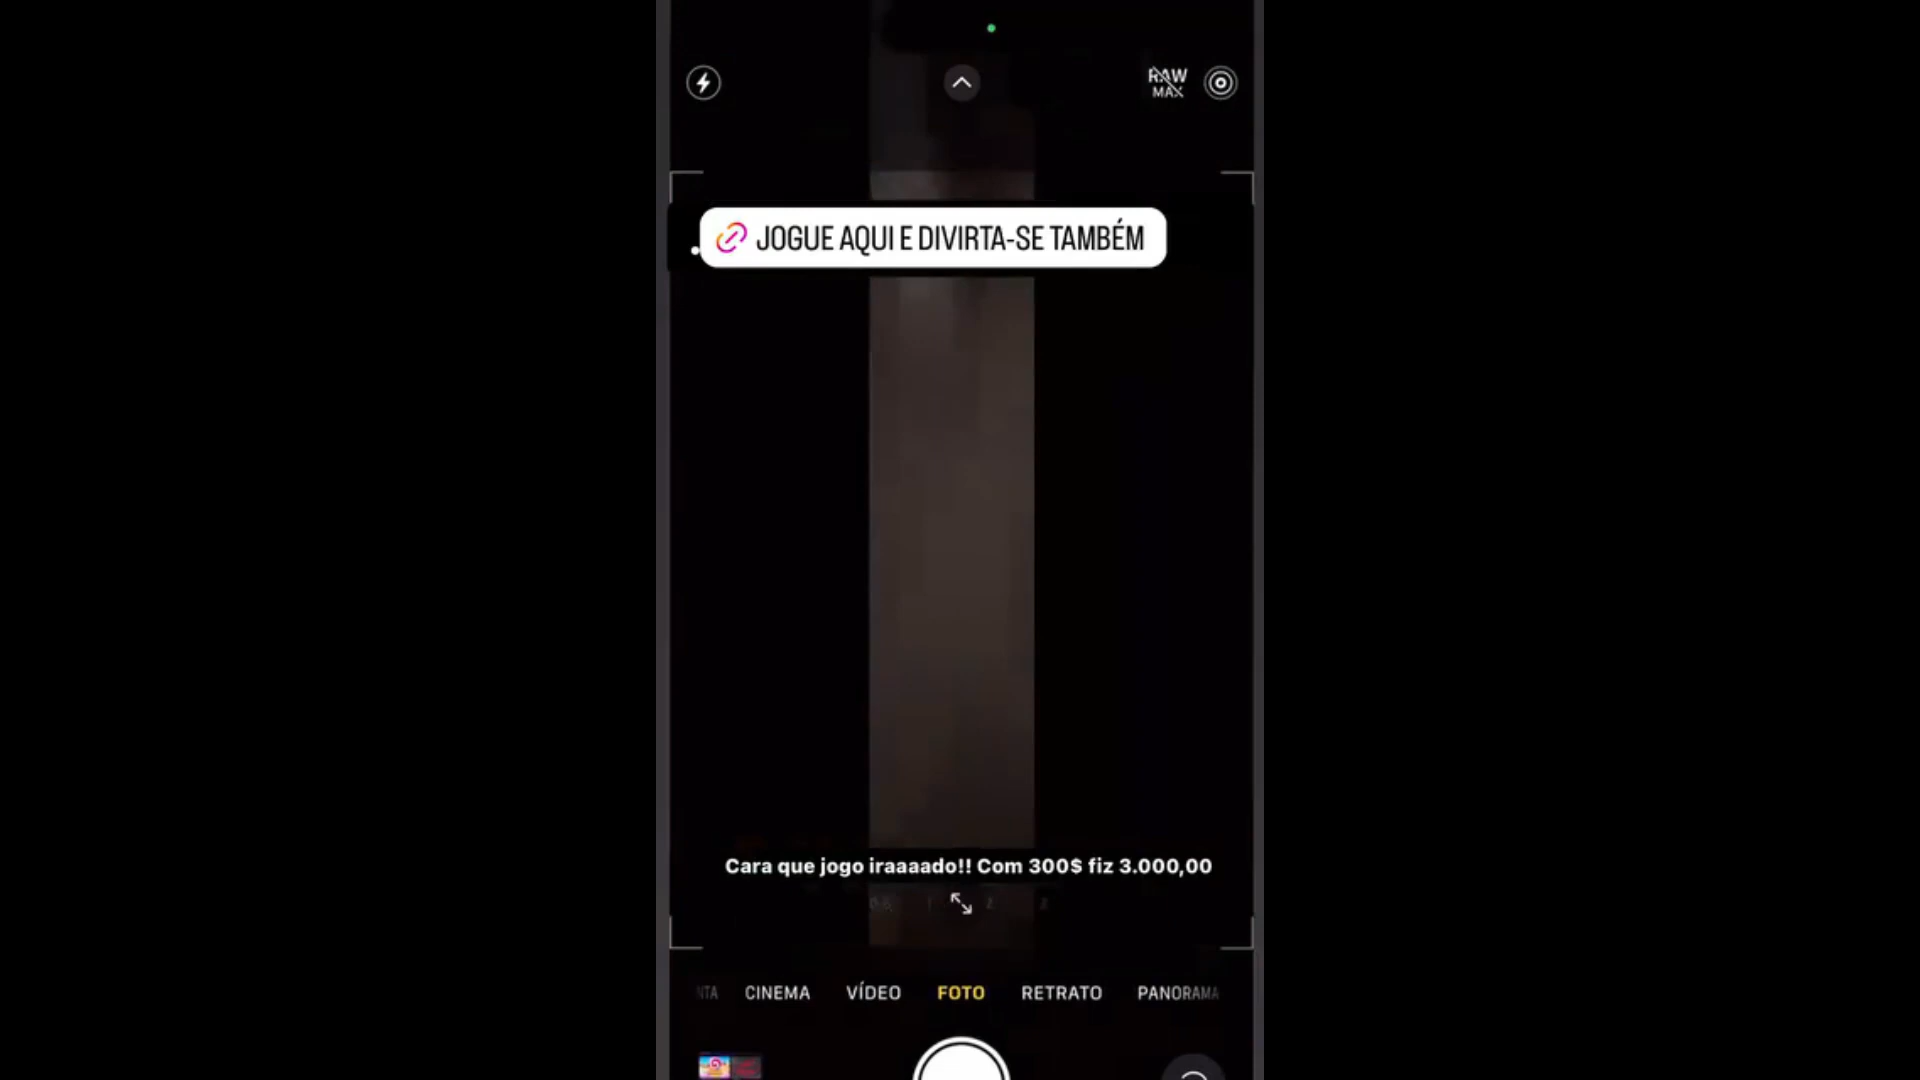 RAW
MAX
JOGUE AQUI E DIVIRTA-SE TAMBÉM
Cara que jogo iraaaado!! Com 300$ fiz 3.000,00
2
CINEMA VÍDEO FOTO RETRATO PANORAMA